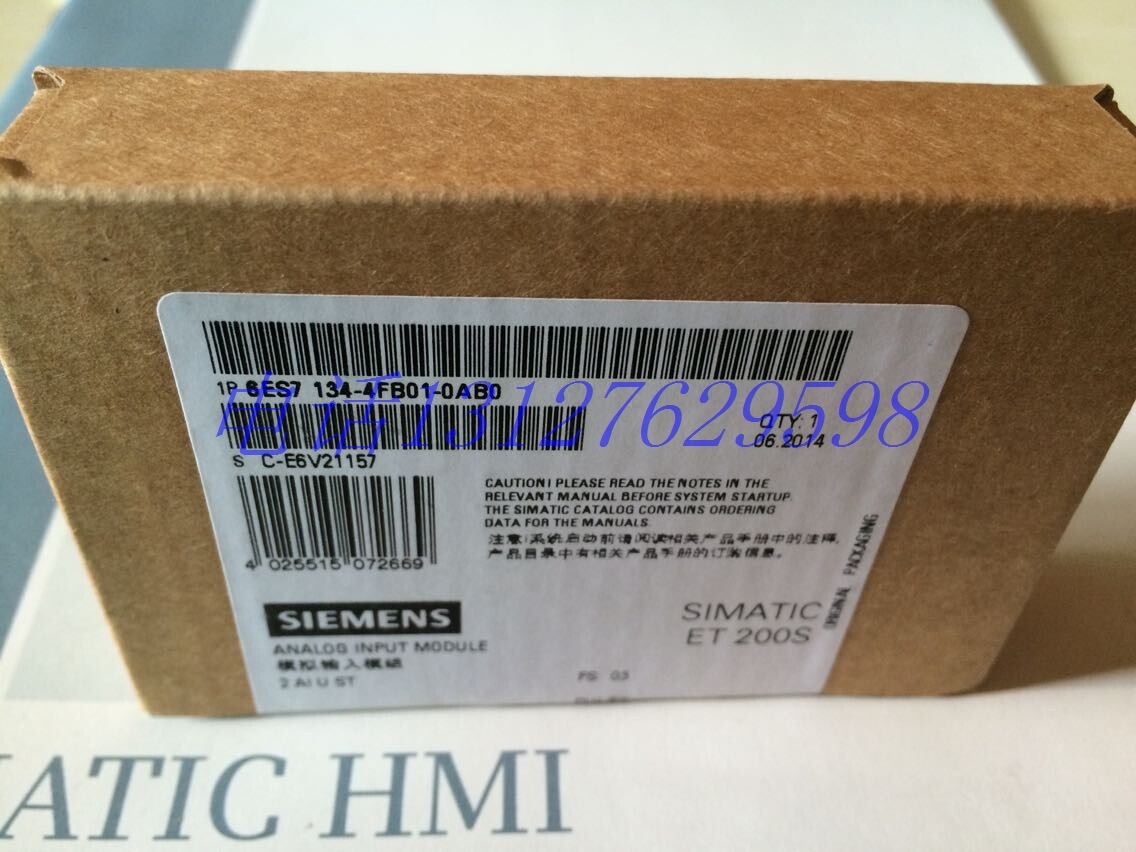 1P 6ES7 134-4FB01-0AB0
电话13127629598
QTY: 1
06.2014
S C-E6V21157
CAUTION! PLEASE READ THE NOTES IN THE
RELEVANT MANUAL BEFORE SYSTEM STARTUP.
THE SIMATIC CATALOG CONTAINS ORDERING
DATA FOR THE MANUALS.
注意!系统启动前请阅读相关产品手册中的注释,
产品目录中有相关产品手册的订购信息。
4 025515 072669
ORIGINAL PACKAGING
SIEMENS
SIMATIC
ET 200S
ANALOG INPUT MODULE
模拟输入模组
2 AI U ST
FS 03
MATIC HMI